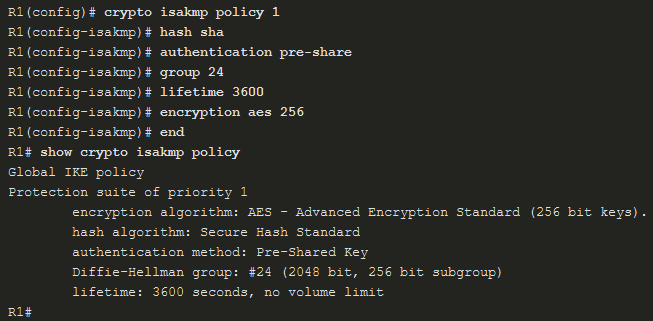 R1(config)# crypto isakmp policy 1
R1(config-isakmp)# hash sha
R1(config-isakmp)# authentication pre-share
R1(config-isakmp)# group 24
R1(config-isakmp)# lifetime 3600
R1(config-isakmp)# encryption aes 256
R1(config-isakmp)# end
R1# show crypto isakmp policy
Global IKE policy
Protection suite of priority 1
        encryption algorithm: AES - Advanced Encryption Standard (256 bit keys).
        hash algorithm: Secure Hash Standard
        authentication method: Pre-Shared Key
        Diffie-Hellman group: #24 (2048 bit, 256 bit subgroup)
        lifetime: 3600 seconds, no volume limit
R1#